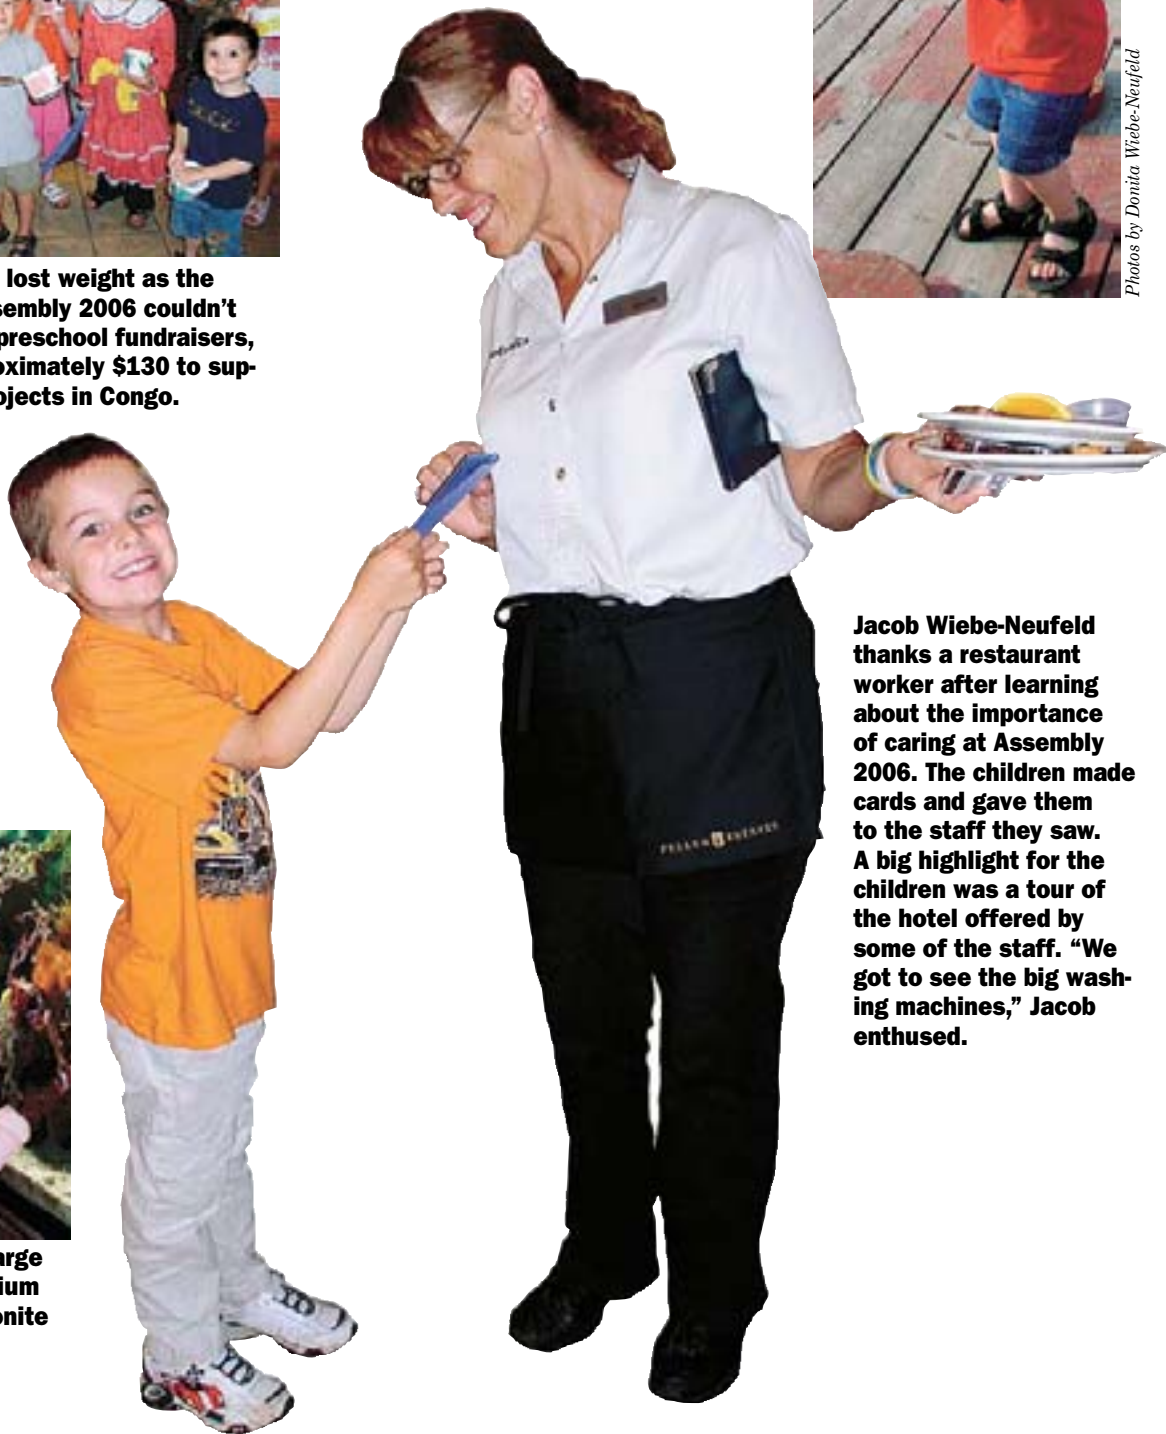 lost weight as the
sembly 2006 couldn't
preschool fundraisers,
oximately $130 to sup-
ojects in Congo.
Photos by Donita Wiebe-Neufeld
Jacob Wiebe-Neufeld
thanks a restaurant
worker after learning
about the importance
of caring at Assembly
2006. The children made
cards and gave them
to the staff they saw.
A big highlight for the
children was a tour of
the hotel offered by
some of the staff. “We
got to see the big wash-
ing machines,” Jacob
enthused.
PELLER ESTATES
arge
ium
onite